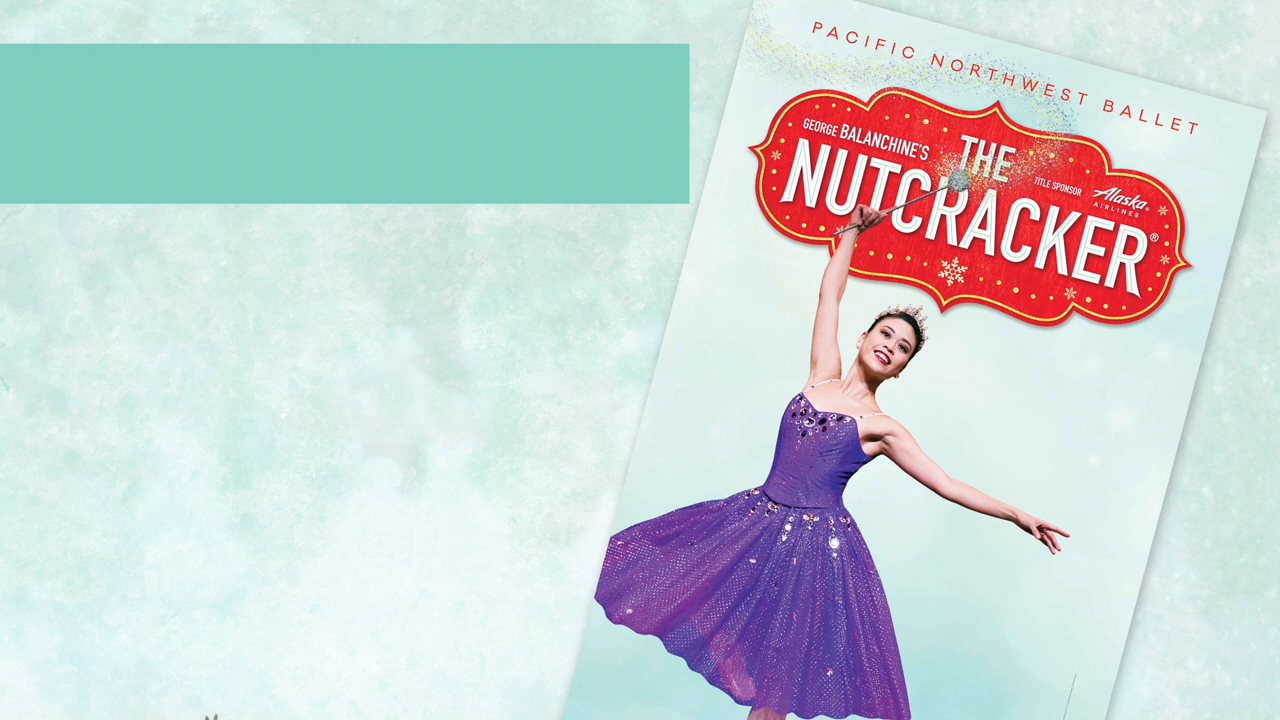 PACIFIC NORTHWEST BALLET
GEORGE BALANCHINE'S
THE
NUTCRACKER®
TITLE SPONSOR
Alaska®
AIRLINES